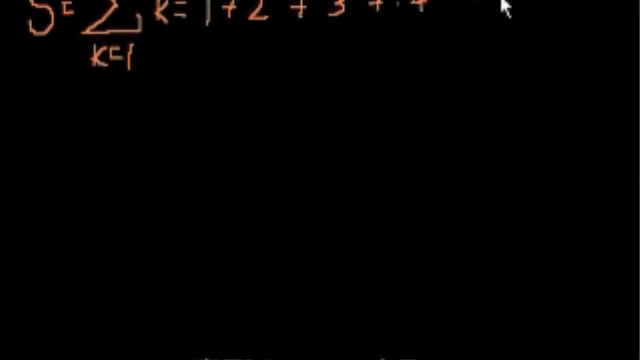 S = ∑ k = 1 + 2 + 3 + 4
k=1